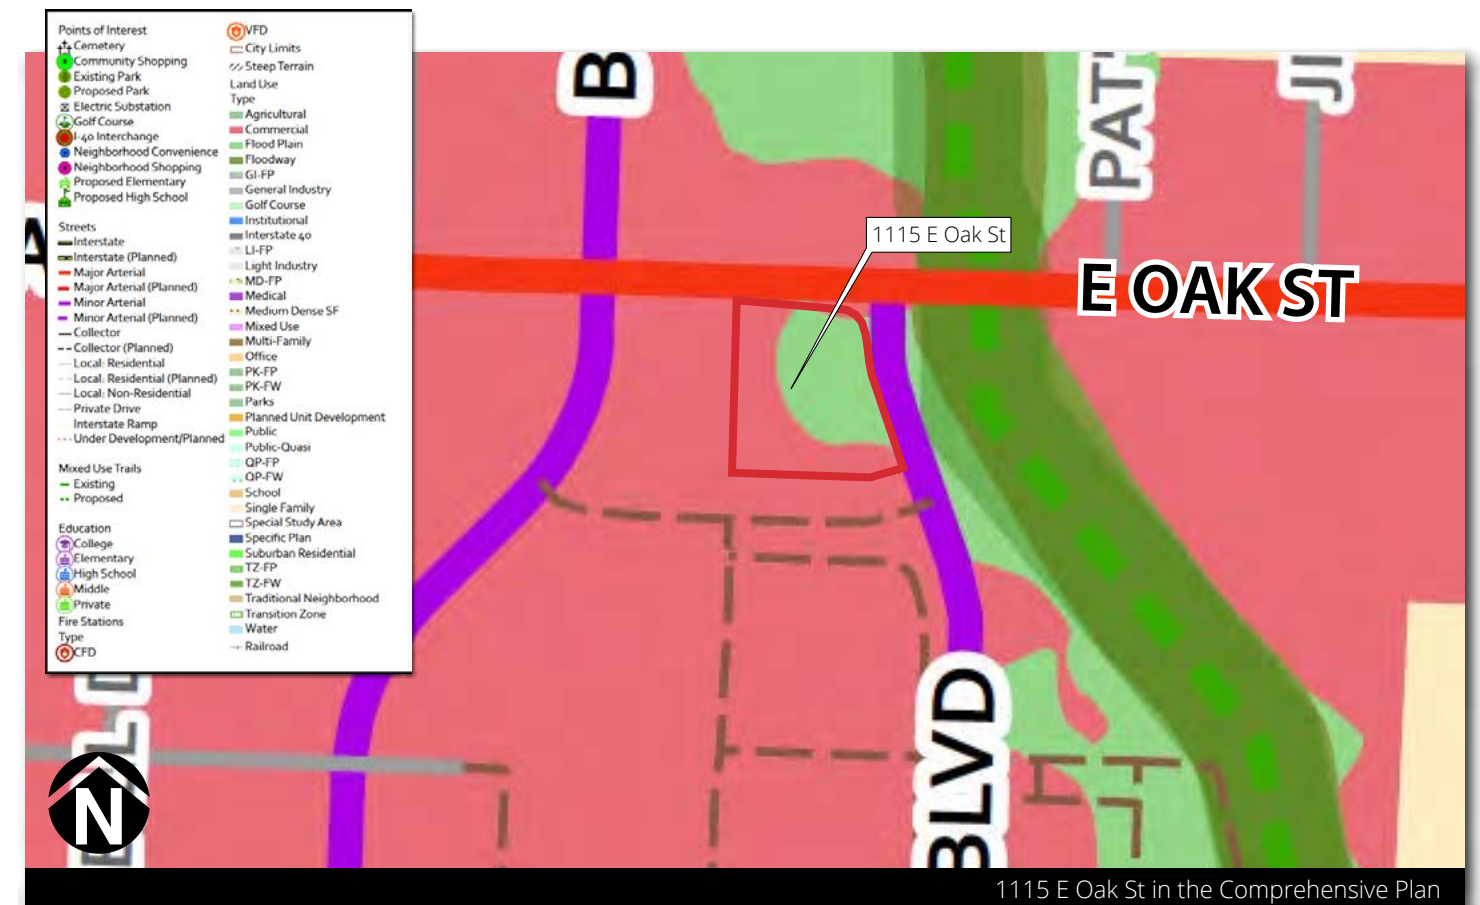 Points of Interest
Cemetery
Community Shopping
Existing Park
Proposed Park
Electric Substation
Golf Course
I-40 Interchange
Neighborhood Convenience
Neighborhood Shopping
Proposed Elementary
Proposed High School
Streets
Interstate
Interstate (Planned)
Major Arterial
Major Arterial (Planned)
Minor Arterial
Minor Arterial (Planned)
Collector
Collector (Planned)
Local: Residential
Local: Residential (Planned)
Local: Non-Residential
Private Drive
Interstate Ramp
Under Development/Planned
Mixed Use Trails
Existing
Proposed
Education
College
Elementary
High School
Middle
Private
Fire Stations
Type
CFD
VFD
City Limits
Steep Terrain
Land Use
Type
Agricultural
Commercial
Flood Plain
Floodway
GI-FP
General Industry
Golf Course
Institutional
Interstate 40
LI-FP
Light Industry
MD-FP
Medical
Medium Dense SF
Mixed Use
Multi-Family
Office
PK-FP
PK-FW
Parks
Planned Unit Development
Public
Public-Quasi
QP-FP
QP-FW
School
Single Family
Special Study Area
Specific Plan
Suburban Residential
TZ-FP
TZ-FW
Traditional Neighborhood
Transition Zone
Water
Railroad
B
PAT
JI
1115 E Oak St
E OAK ST
BLVD
N
1115 E Oak St in the Comprehensive Plan